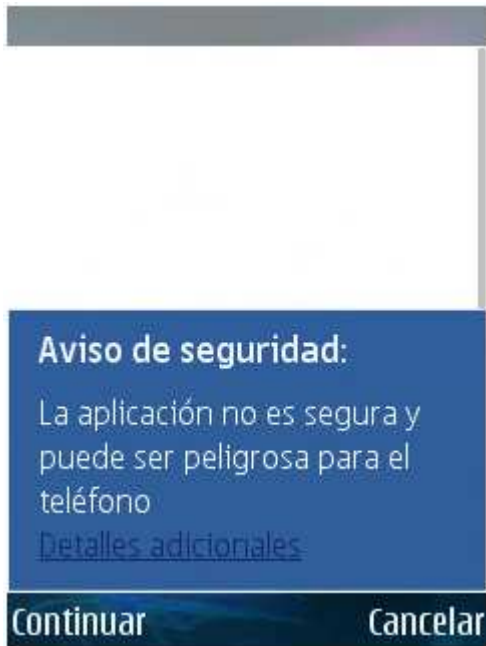 Aviso de seguridad:
La aplicación no es segura y
puede ser peligrosa para el
teléfono
Detalles adicionales
Continuar
Cancelar